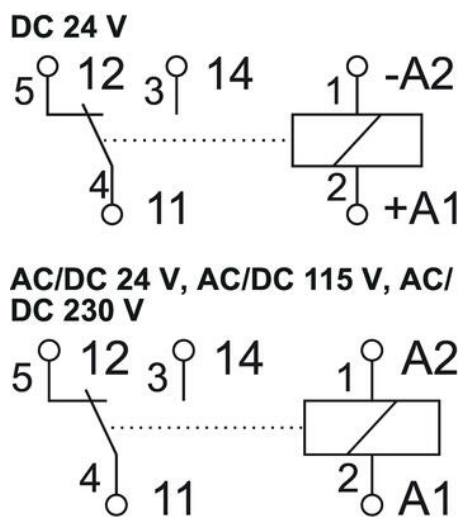 DC 24 V
5 12 3 14 1 -A2
4 11 2 +A1
AC/DC 24 V, AC/DC 115 V, AC/
DC 230 V
5 12 3 14 1 A2
4 11 2 A1